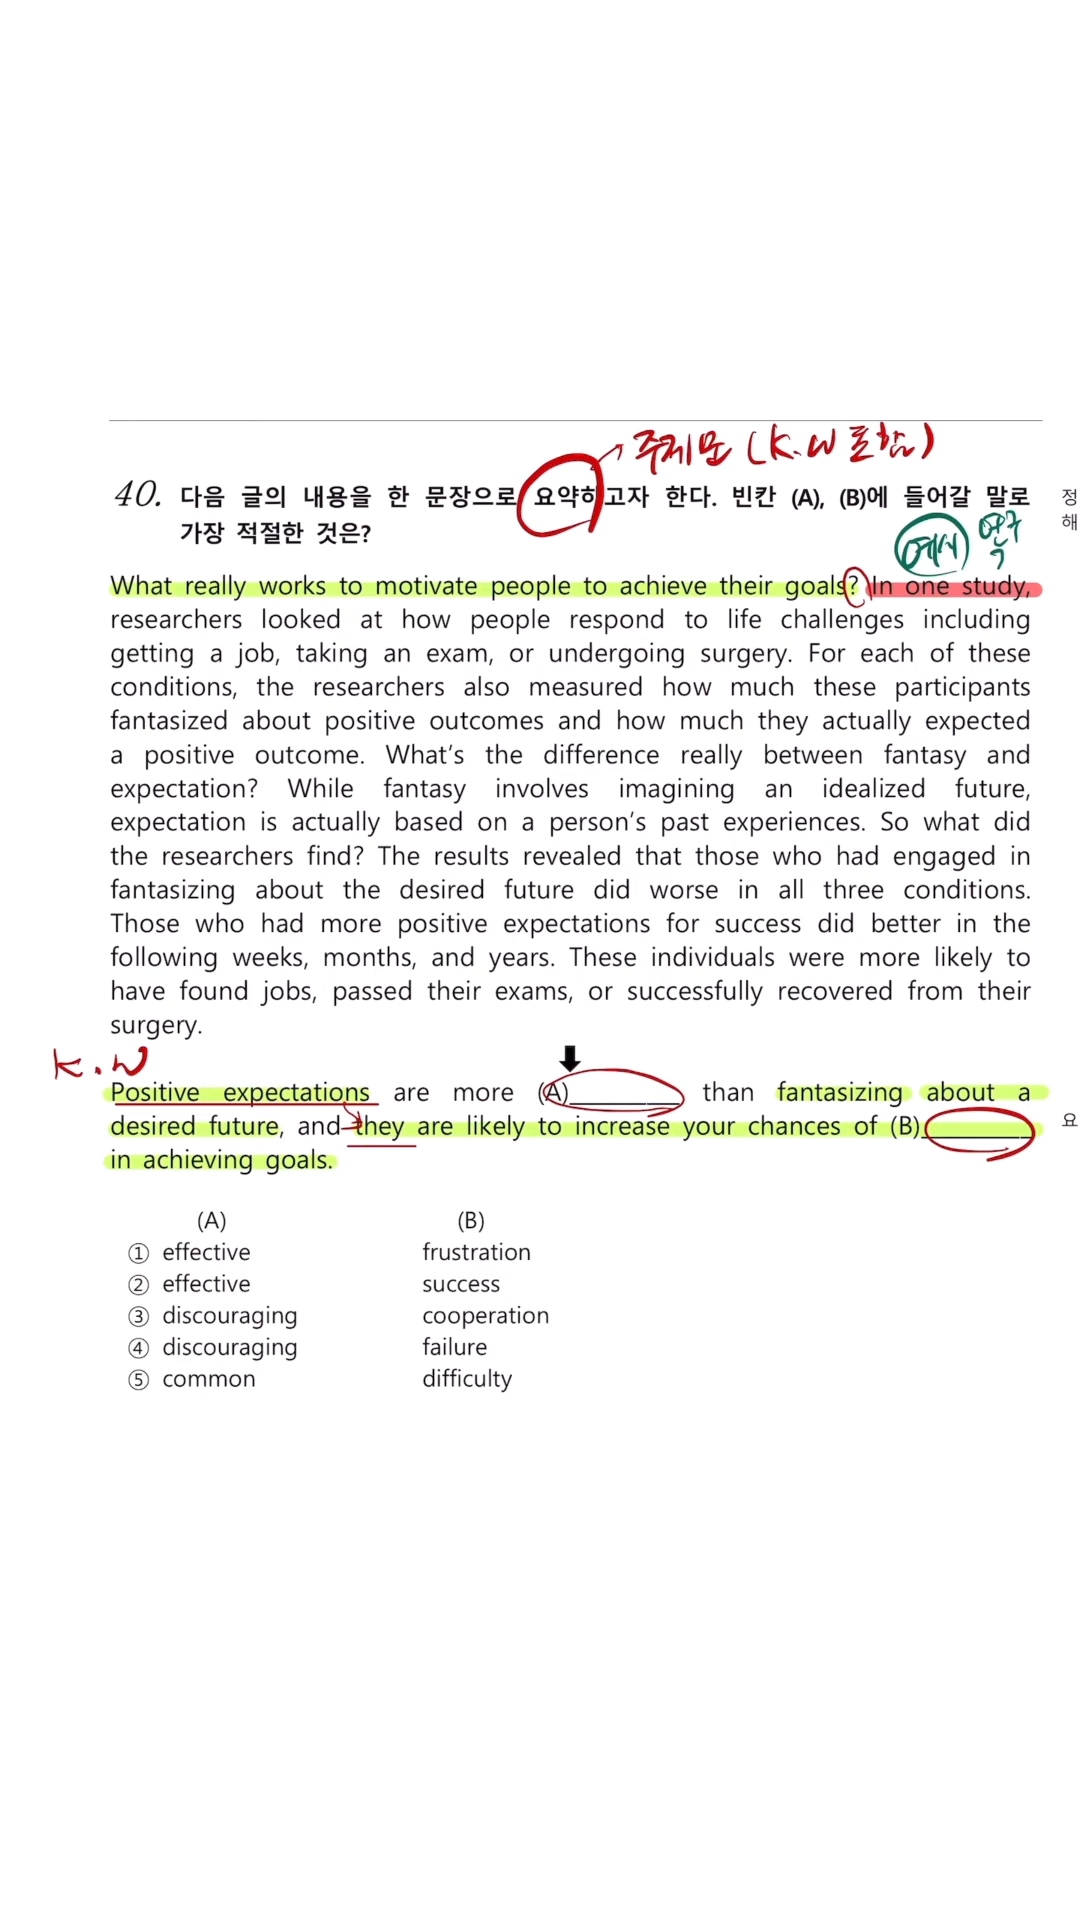 주제문 (K.W 포함)
40. 다음 글의 내용을 한 문장으로 요약하고자 한다. 빈칸 (A), (B)에 들어갈 말로
가장 적절한 것은?
정
해
예시 연구
What really works to motivate people to achieve their goals? In one study,
researchers looked at how people respond to life challenges including
getting a job, taking an exam, or undergoing surgery. For each of these
conditions, the researchers also measured how much these participants
fantasized about positive outcomes and how much they actually expected
a positive outcome. What's the difference really between fantasy and
expectation? While fantasy involves imagining an idealized future,
expectation is actually based on a person's past experiences. So what did
the researchers find? The results revealed that those who had engaged in
fantasizing about the desired future did worse in all three conditions.
Those who had more positive expectations for success did better in the
following weeks, months, and years. These individuals were more likely to
have found jobs, passed their exams, or successfully recovered from their
surgery.
K.W
Positive expectations are more (A)________ than fantasizing about a
desired future, and they are likely to increase your chances of (B)________
in achieving goals.
요
(A) (B)
① effective frustration
② effective success
③ discouraging cooperation
④ discouraging failure
⑤ common difficulty